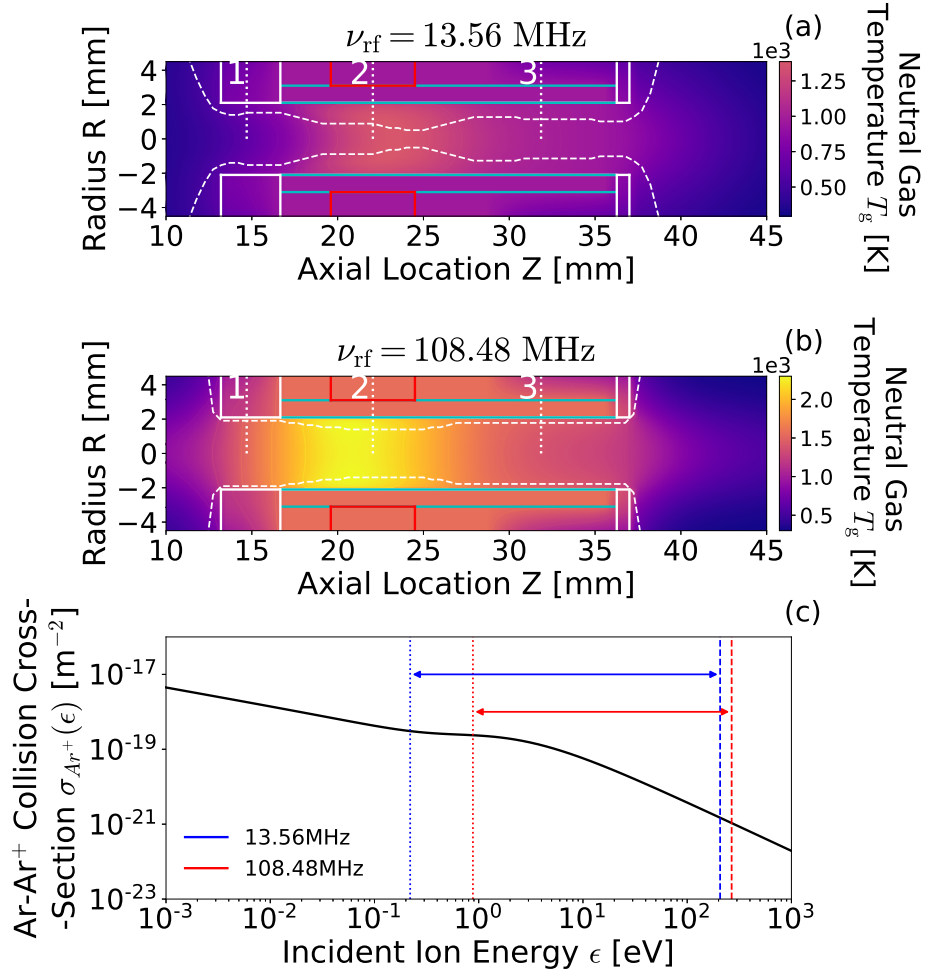 (a)
ν_rf = 13.56 MHz
1e3
1
2
3
4
2
0
−2
−4
Radius R [mm]
10 15 20 25 30 35 40 45
Axial Location Z [mm]
1.25
1.00
0.75
0.50
Neutral Gas
Temperature T_g [K]
(b)
ν_rf = 108.48 MHz
1e3
1
2
3
4
2
0
−2
−4
Radius R [mm]
10 15 20 25 30 35 40 45
Axial Location Z [mm]
2.0
1.5
1.0
0.5
Neutral Gas
Temperature T_g [K]
(c)
Ar-Ar⁺ Collision Cross-
-Section σ_{Ar⁺}(ϵ) [m⁻²]
10⁻¹⁷
10⁻¹⁹
10⁻²¹
10⁻²³
13.56MHz
108.48MHz
10⁻³ 10⁻² 10⁻¹ 10⁰ 10¹ 10² 10³
Incident Ion Energy ϵ [eV]